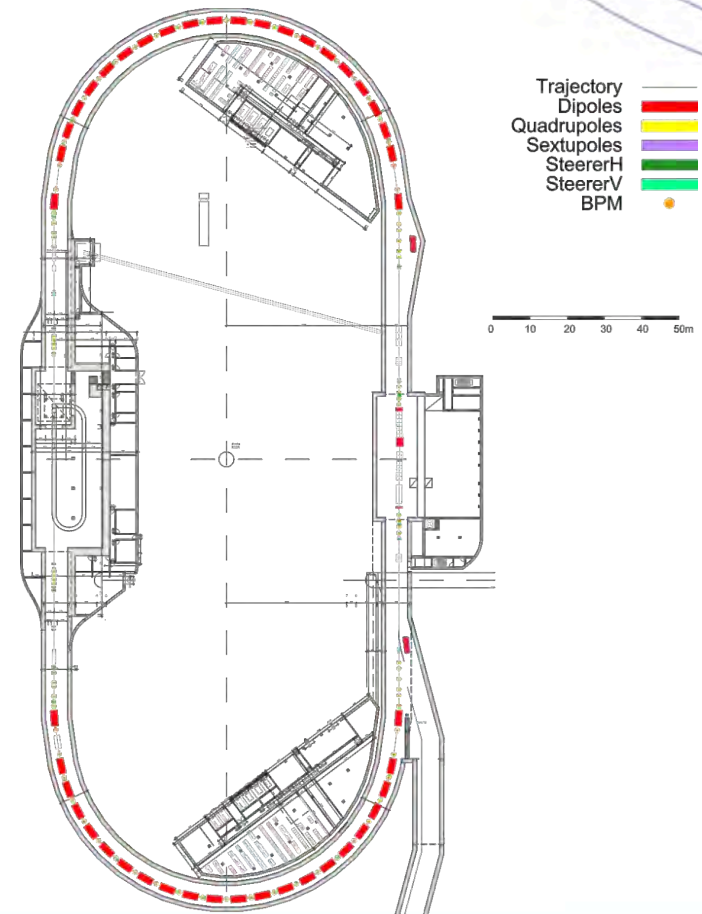 Trajectory
Dipoles
Quadrupoles
Sextupoles
SteererH
SteererV
BPM
0 10 20 30 40 50m